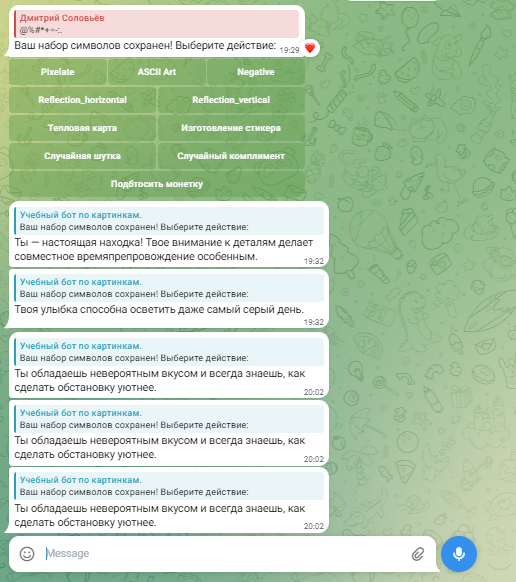 Дмитрий Соловьёв
@%#*+=-:.
Ваш набор символов сохранен! Выберите действие: 19:29
Pixelate ASCII Art Negative
Reflection_horizontal Reflection_vertical
Тепловая карта Изготовление стикера
Случайная шутка Случайный комплимент
Подбтосить монетку
Учебный бот по картинкам.
Ваш набор символов сохранен! Выберите действие:
Ты — настоящая находка! Твое внимание к деталям делает
совместное времяпрепровождение особенным. 19:32
Учебный бот по картинкам.
Ваш набор символов сохранен! Выберите действие:
Твоя улыбка способна осветить даже самый серый день.
19:32
Учебный бот по картинкам.
Ваш набор символов сохранен! Выберите действие:
Ты обладаешь невероятным вкусом и всегда знаешь, как
сделать обстановку уютнее. 20:02
Учебный бот по картинкам.
Ваш набор символов сохранен! Выберите действие:
Ты обладаешь невероятным вкусом и всегда знаешь, как
сделать обстановку уютнее. 20:02
Учебный бот по картинкам.
Ваш набор символов сохранен! Выберите действие:
Ты обладаешь невероятным вкусом и всегда знаешь, как
сделать обстановку уютнее. 20:02
Message